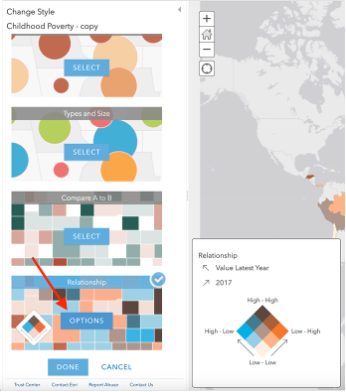 Change Style
Childhood Poverty - copy
SELECT
Types and Size
SELECT
Compare A to B
SELECT
Relationship
OPTIONS
DONE CANCEL
Trust Center Contact Esri Report Abuse Contact Us
+
−
Relationship
Value Latest Year
2017
High - High
High - Low Low - High
Low - Low